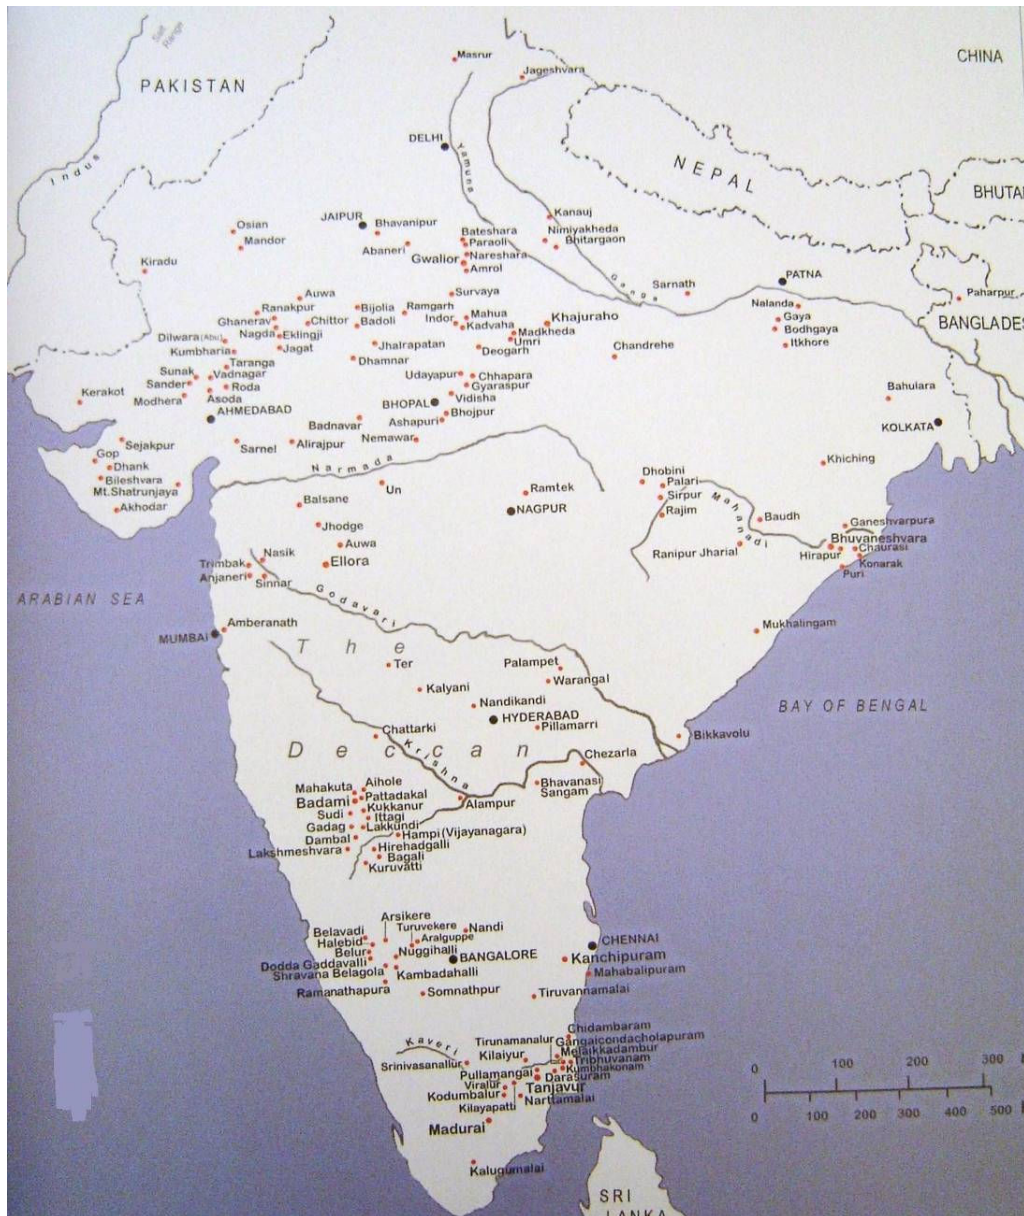 Salt
Range
Masrur
CHINA
Jageshvara
PAKISTAN
DELHI
Indus
Yamuna
NEPAL
BHUTA
Osian
JAIPUR
Bhavanipur
Kanauj
Mandor
Bateshara
Nimiyakheda
Abaneri
Paraoli
Bhitargaon
Gwalior
Nareshara
Kiradu
Amrol
Ganga
Sarnath
PATNA
Auwa
Survaya
Paharpur
Ranakpur
Bijolia
Ramgarh
Mahua
Khajuraho
Nalanda
Ghanerav
Chittor
Badoli
Indor
Kadvaha
Gaya
BANGLADES
Nagda
Eklingji
Madkheda
Bodhgaya
Dilwara (Abu)
Umri
Kumbharia
Jagat
Jhalrapatan
Deogarh
Chandrehe
Itkhore
Taranga
Dhamnar
Sunak
Vadnagar
Udayapur
Chhapara
Sander
Roda
Gyaraspur
Bahulara
Kerakot
Modhera
Asoda
BHOPAL
Vidisha
AHMEDABAD
Badnavar
Ashapuri
Bhojpur
KOLKATA
Sejakpur
Sarnel
Alirajpur
Nemawar
Gop
Narmada
Khiching
Dhank
Dhobini
Bileshvara
Un
Ramtek
Palari
Mt.Shatrunjaya
Balsane
Sirpur
Mahanadi
Akhodar
NAGPUR
Rajim
Baudh
Jhodge
Ganeshvarpura
Auwa
Bhuvaneshvara
Nasik
Ranipur Jharial
Hirapur
Chaurasi
Trimbak
Ellora
Konarak
Anjaneri
Sinnar
Puri
ARABIAN SEA
Godavari
Amberanath
Mukhalingam
MUMBAI
The
Ter
Palampet
Kalyani
Warangal
Nandikandi
BAY OF BENGAL
HYDERABAD
Chattarki
Pillamarri
Bikkavolu
Deccan
Krishna
Chezarla
Mahakuta
Aihole
Bhavanasi
Sangam
Badami
Pattadakal
Alampur
Sudi
Kukkanur
Ittagi
Gadag
Lakkundi
Dambal
Hampi (Vijayanagara)
Lakshmeshvara
Hirehadgalli
Bagali
Kuruvatti
Arsikere
Belavadi
Turuvekere
Nandi
Halebid
Aralguppe
CHENNAI
Belur
Nuggihalli
BANGALORE
Kanchipuram
Dodda Gaddavalli
Shravana Belagola
Kambadahalli
Mahabalipuram
Ramanathapura
Somnathpur
Tiruvannamalai
Chidambaram
Kaveri
Tirunamanalur
Gangaicondacholapuram
Kilaiyur
Melaikkadambur
Srinivasanallur
Tribhuvanam
Pullamangai
Kumbhakonam
Darasuram
Viralur
Tanjavur
Kodumbalur
Narttamalai
Kilayapatti
Madurai
Kalugumalai
0 100 200 300
0 100 200 300 400 500
SRI
LANKA